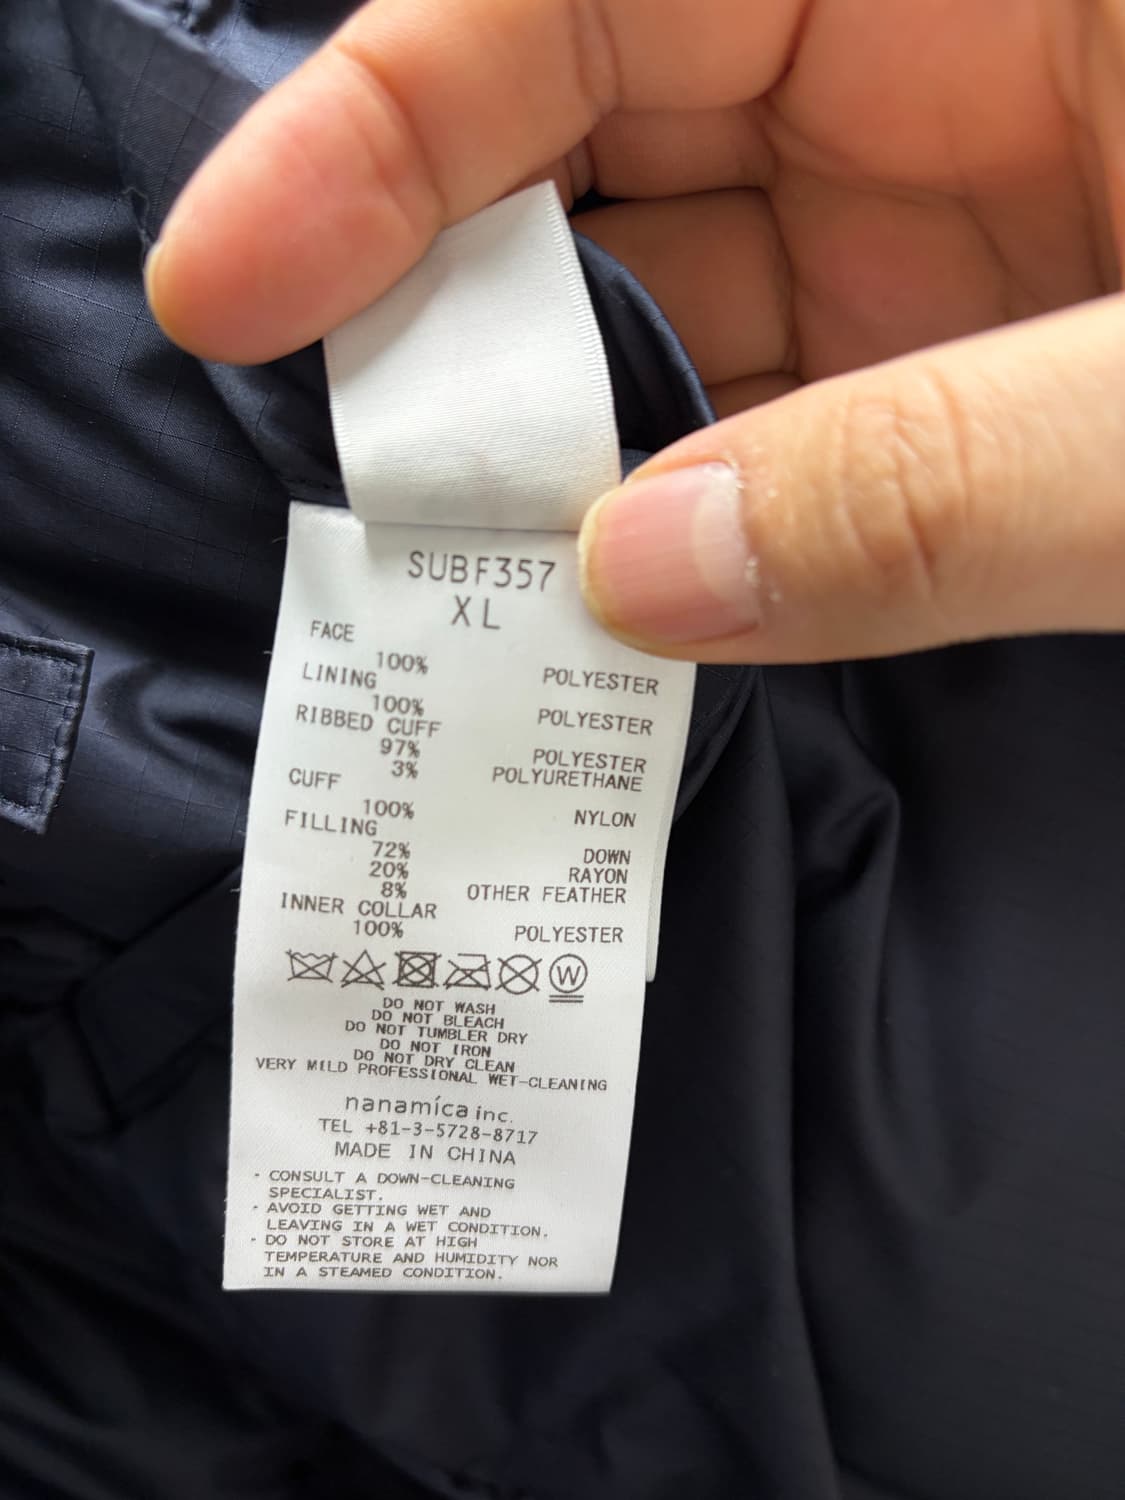 SUBF357
XL
FACE
100% POLYESTER
LINING
100% POLYESTER
RIBBED CUFF
97% POLYESTER
3% POLYURETHANE
CUFF
100% NYLON
FILLING
72% DOWN
20% RAYON
8% OTHER FEATHER
INNER COLLAR
100% POLYESTER
W
DO NOT WASH
DO NOT BLEACH
DO NOT TUMBLER DRY
DO NOT IRON
DO NOT DRY CLEAN
VERY MILD PROFESSIONAL WET-CLEANING
nanamíca inc.
TEL +81-3-5728-8717
MADE IN CHINA
- CONSULT A DOWN-CLEANING
SPECIALIST.
- AVOID GETTING WET AND
LEAVING IN A WET CONDITION.
- DO NOT STORE AT HIGH
TEMPERATURE AND HUMIDITY NOR
IN A STEAMED CONDITION.